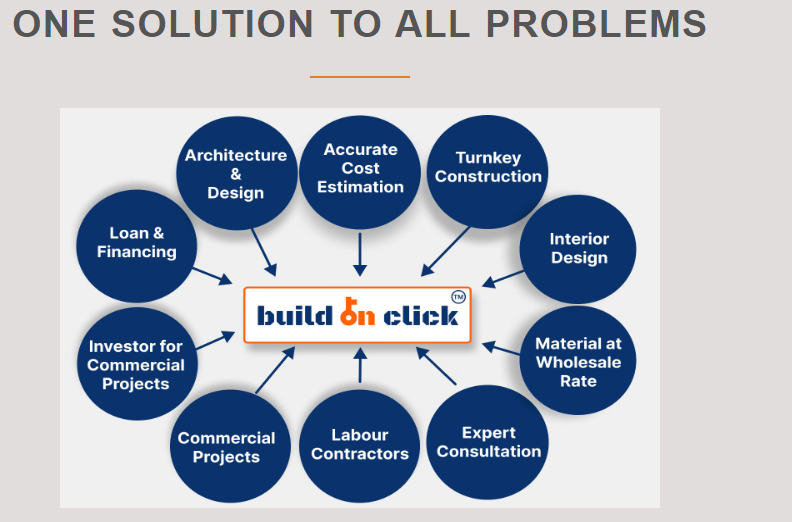 ONE SOLUTION TO ALL PROBLEMS
Architecture
&
Design
Accurate
Cost
Estimation
Turnkey
Construction
Loan &
Financing
Interior
Design
build on click TM
Investor for
Commercial
Projects
Material at
Wholesale
Rate
Commercial
Projects
Labour
Contractors
Expert
Consultation